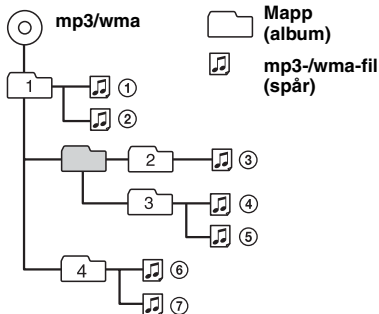 mp3/wma
Mapp
(album)
mp3-/wma-fil
(spår)
1
①
②
2
③
3
④
⑤
4
⑥
⑦